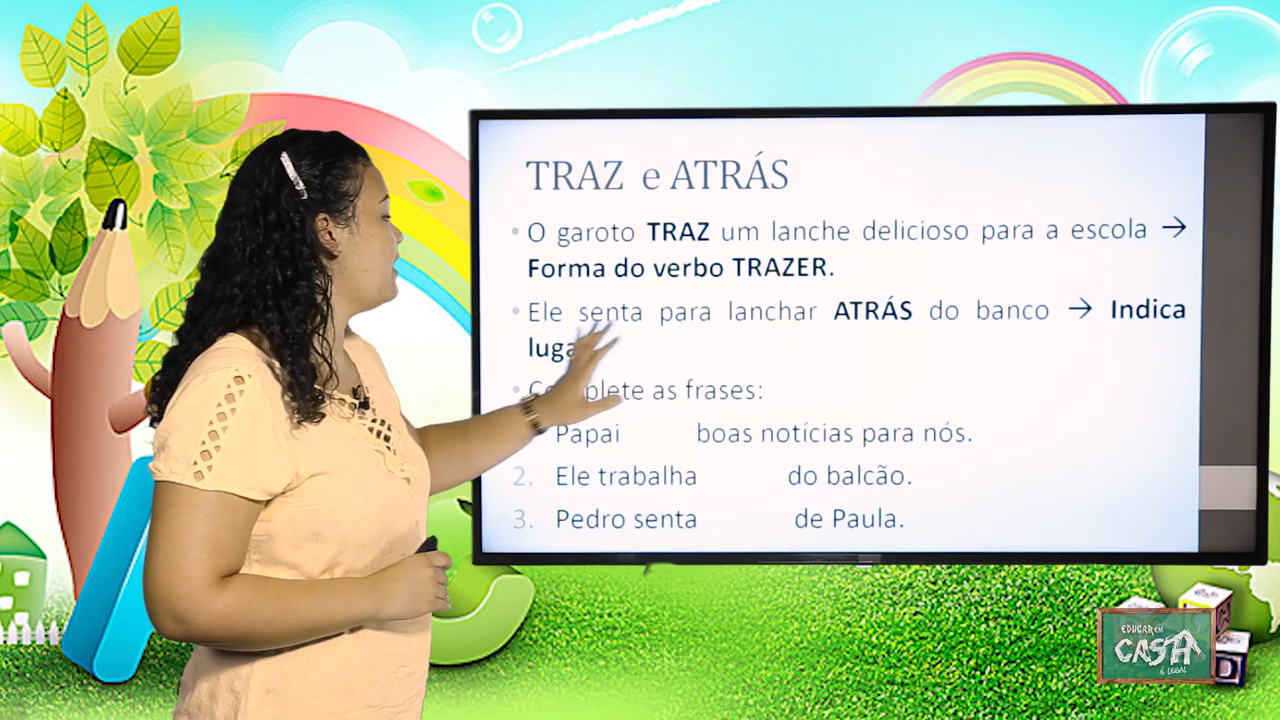 TRAZ e ATRÁS
• O garoto TRAZ um lanche delicioso para a escola →
Forma do verbo TRAZER.
• Ele senta para lanchar ATRÁS do banco → Indica
• as frases:
Papai boas notícias para nós.
2. Ele trabalha do balcão.
3. Pedro senta de Paula.
EDUCAR EM
CASA
É LEGAL